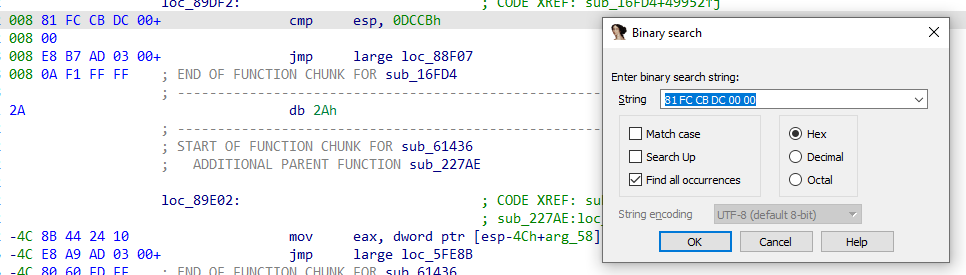 loc_89DF2: ; CODE XREF: sub_16FD4+49952↑j
008 81 FC CB DC 00+ cmp esp, 0DCCBh
008 00
008 E8 B7 AD 03 00+ jmp large loc_88F07
008 0A F1 FF FF ; END OF FUNCTION CHUNK FOR sub_16FD4
; ----------------------------------------------------
2A db 2Ah
; ----------------------------------------------------
; START OF FUNCTION CHUNK FOR sub_61436
; ADDITIONAL PARENT FUNCTION sub_227AE
loc_89E02: ; CODE XREF: su
; sub_227AE:loc_
-4C 8B 44 24 10 mov eax, dword ptr [esp-4Ch+arg_58]
-4C E8 A9 AD 03 00+ jmp large loc_5FE8B
-4C 80 60 FD FF ; END OF FUNCTION CHUNK FOR sub_61436
Binary search
Enter binary search string:
String 81 FC CB DC 00 00
Match case
Search Up
Find all occurrences
Hex
Decimal
Octal
String encoding UTF-8 (default 8-bit)
OK Cancel Help